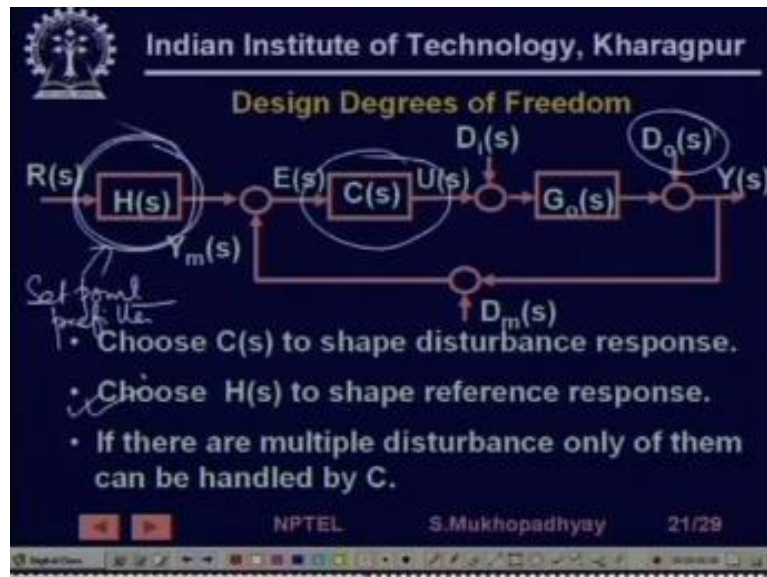 Indian Institute of Technology, Kharagpur
Design Degrees of Freedom
D_i(s) D_o(s)
R(s) H(s) E(s) C(s) U(s) G_o(s) Y(s)
Y_m(s)
Set point
prefilter
D_m(s)
• Choose C(s) to shape disturbance response.
• Choose H(s) to shape reference response.
• If there are multiple disturbance only of them
can be handled by C.
NPTEL S.Mukhopadhyay 21/29